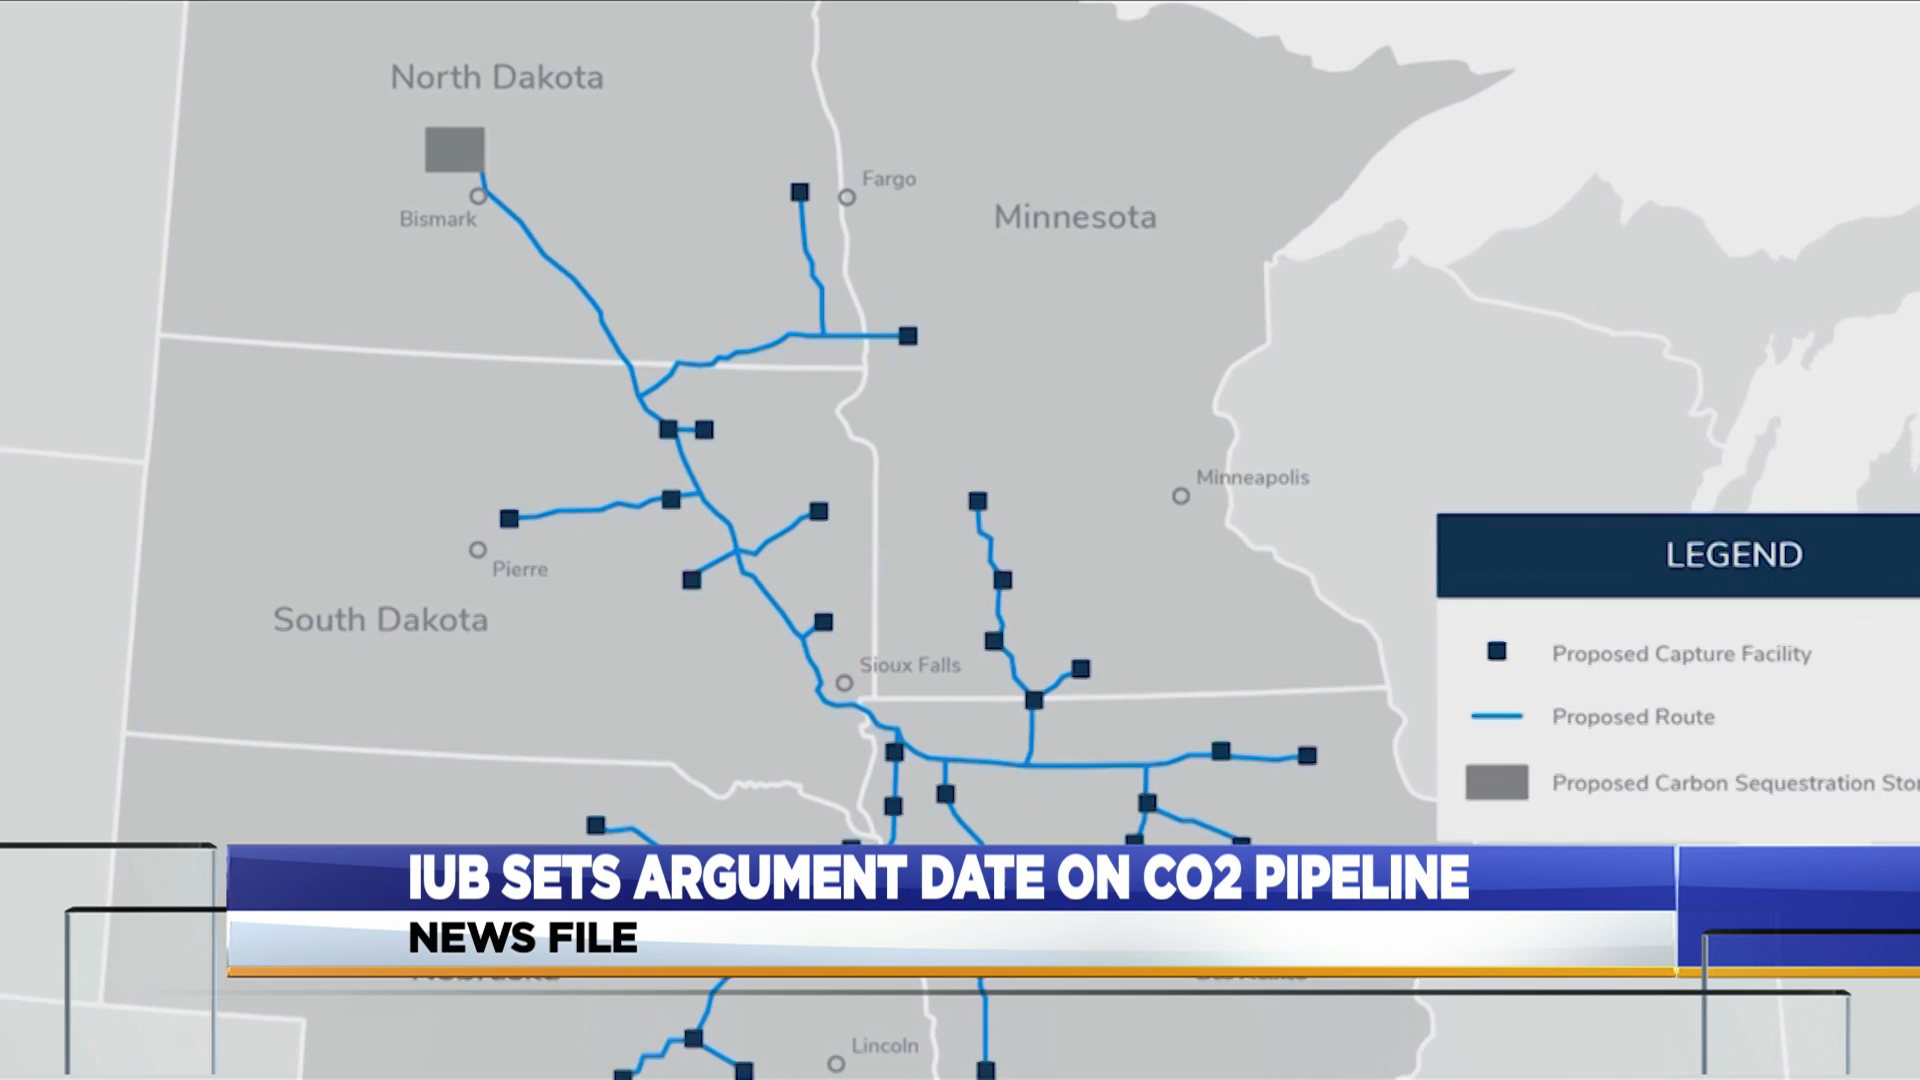 North Dakota
Fargo
Bismark
Minnesota
Minneapolis
LEGEND
Pierre
South Dakota
Sioux Falls
Proposed Capture Facility
Proposed Route
Proposed Carbon Sequestration
IUB SETS ARGUMENT DATE ON CO2 PIPELINE
NEWS FILE
Lincoln